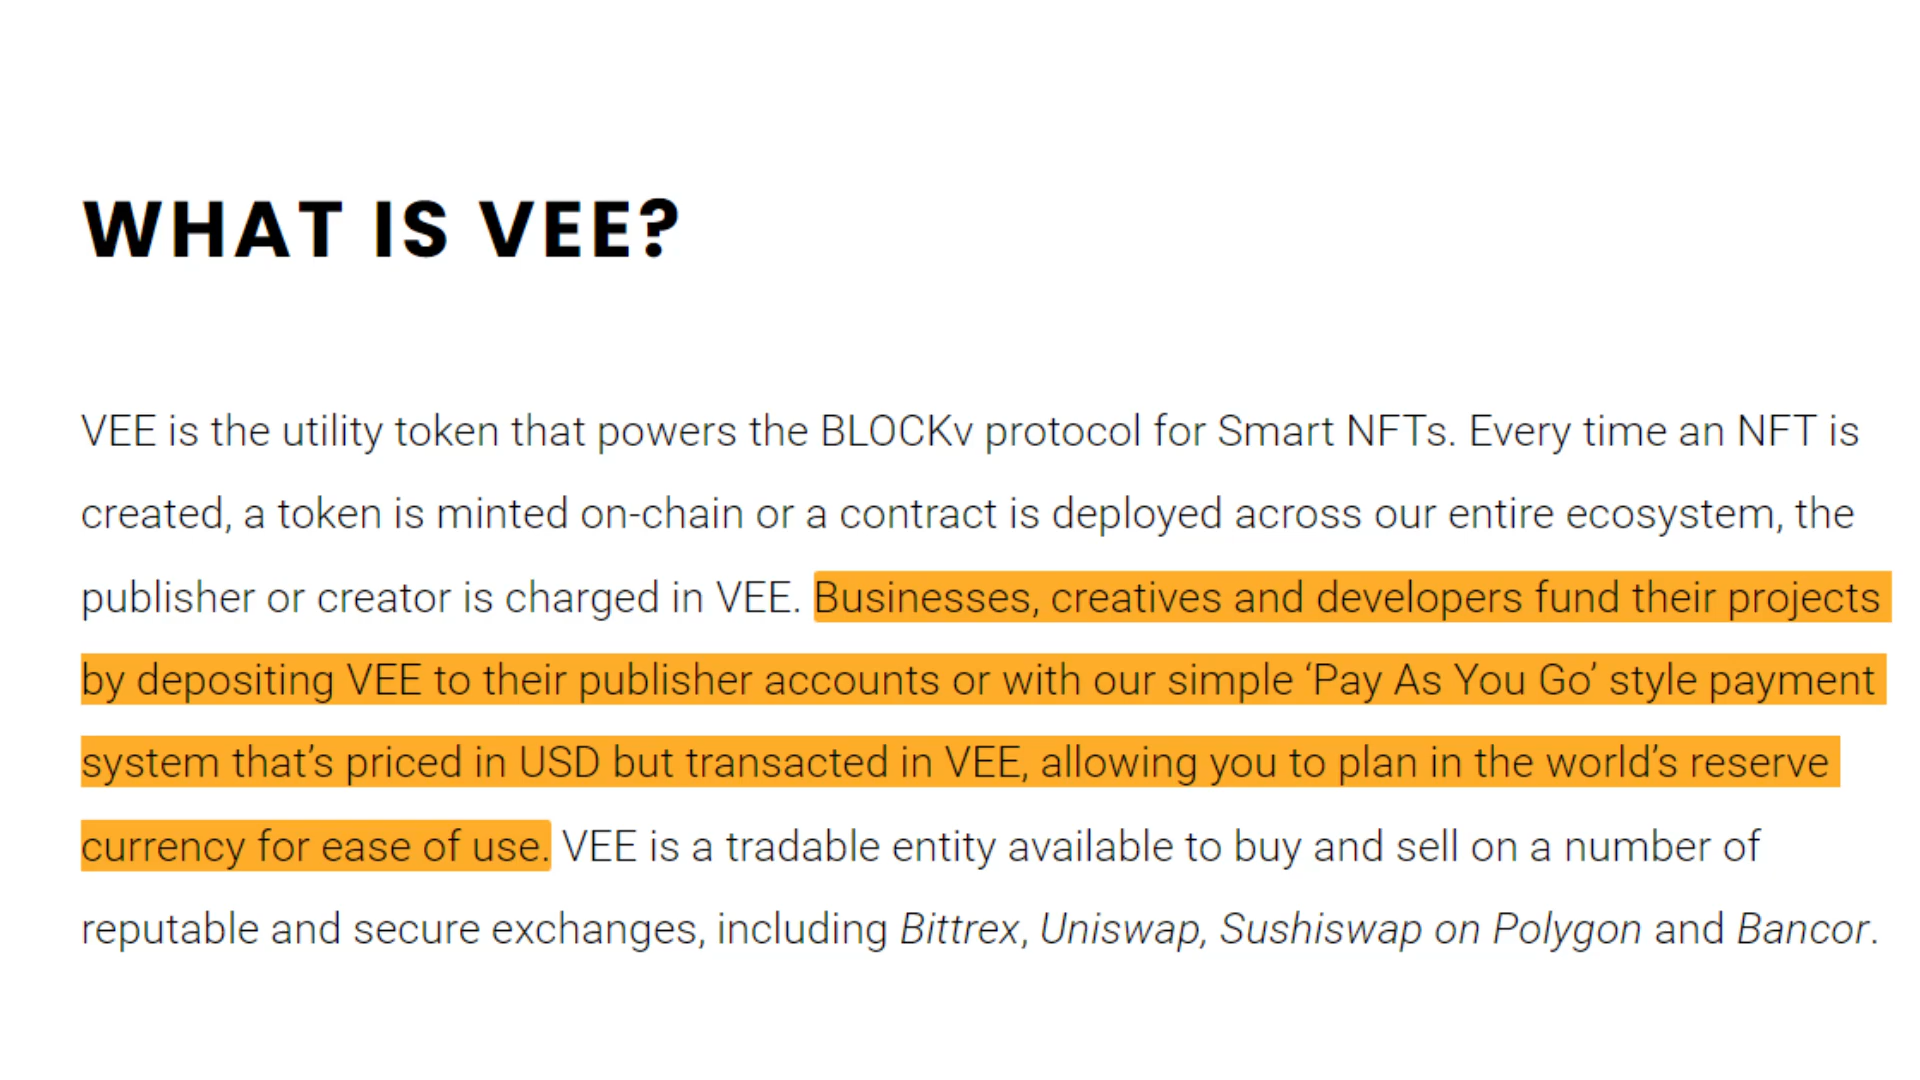 WHAT IS VEE?
VEE is the utility token that powers the BLOCKv protocol for Smart NFTs. Every time an NFT is
created, a token is minted on-chain or a contract is deployed across our entire ecosystem, the
publisher or creator is charged in VEE. Businesses, creatives and developers fund their projects
by depositing VEE to their publisher accounts or with our simple ‘Pay As You Go’ style payment
system that’s priced in USD but transacted in VEE, allowing you to plan in the world’s reserve
currency for ease of use. VEE is a tradable entity available to buy and sell on a number of
reputable and secure exchanges, including Bittrex, Uniswap, Sushiswap on Polygon and Bancor.